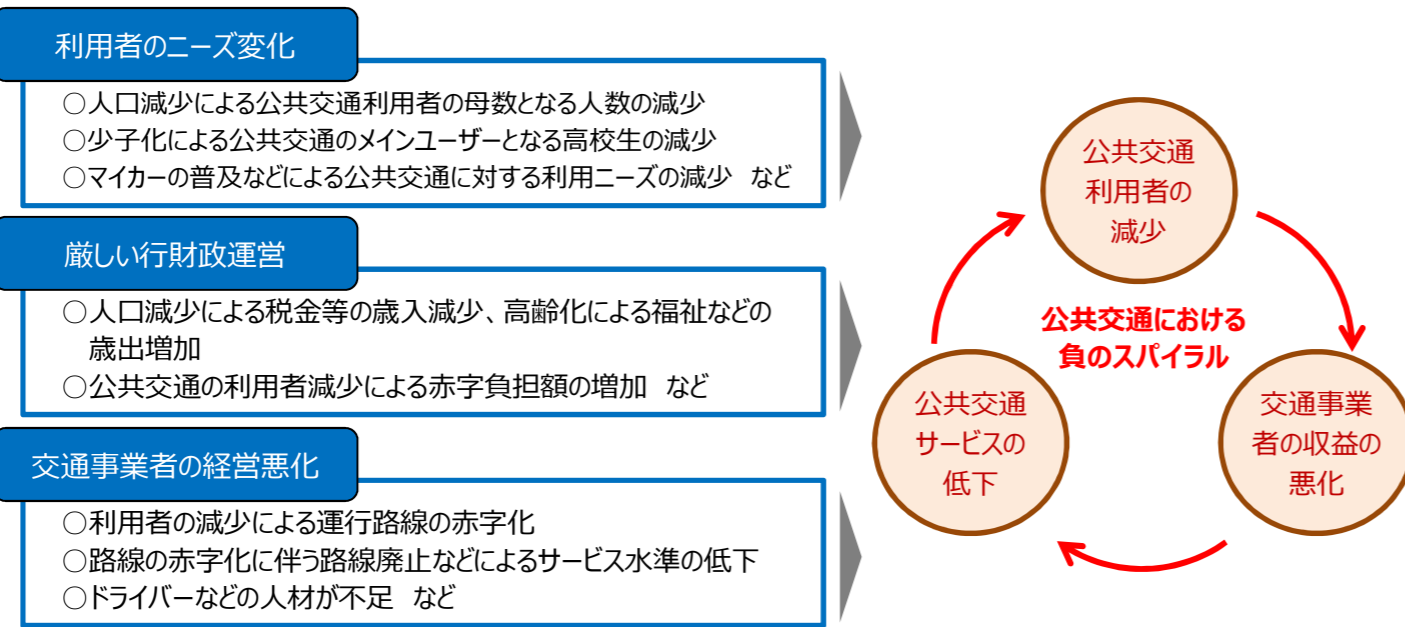 利用者のニーズ変化
○人口減少による公共交通利用者の母数となる人数の減少
○少子化による公共交通のメインユーザーとなる高校生の減少
○マイカーの普及などによる公共交通に対する利用ニーズの減少　など
厳しい行財政運営
○人口減少による税金等の歳入減少、高齢化による福祉などの
歳出増加
○公共交通の利用者減少による赤字負担額の増加　など
交通事業者の経営悪化
○利用者の減少による運行路線の赤字化
○路線の赤字化に伴う路線廃止などによるサービス水準の低下
○ドライバーなどの人材が不足　など
公共交通
利用者の
減少
公共交通における
負のスパイラル
交通事業
者の収益の
悪化
公共交通
サービスの
低下